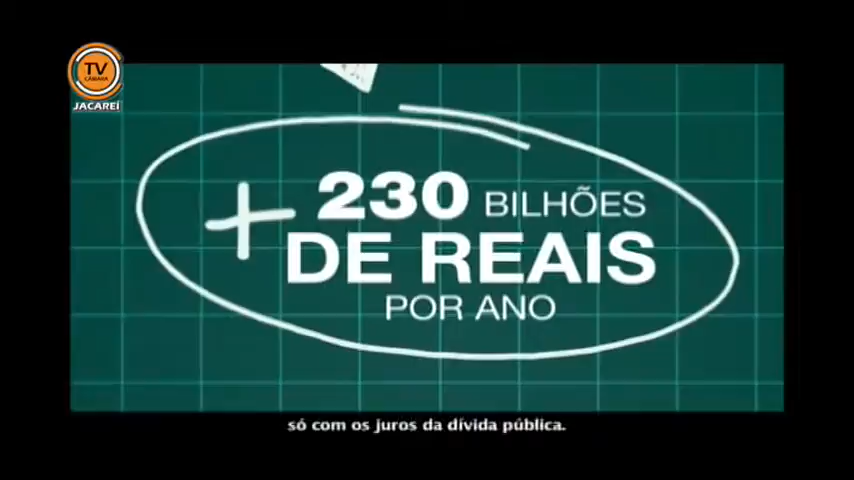 TV
CÂMARA
JACAREÍ
+ 230 BILHÕES
DE REAIS
POR ANO
só com os juros da dívida pública.